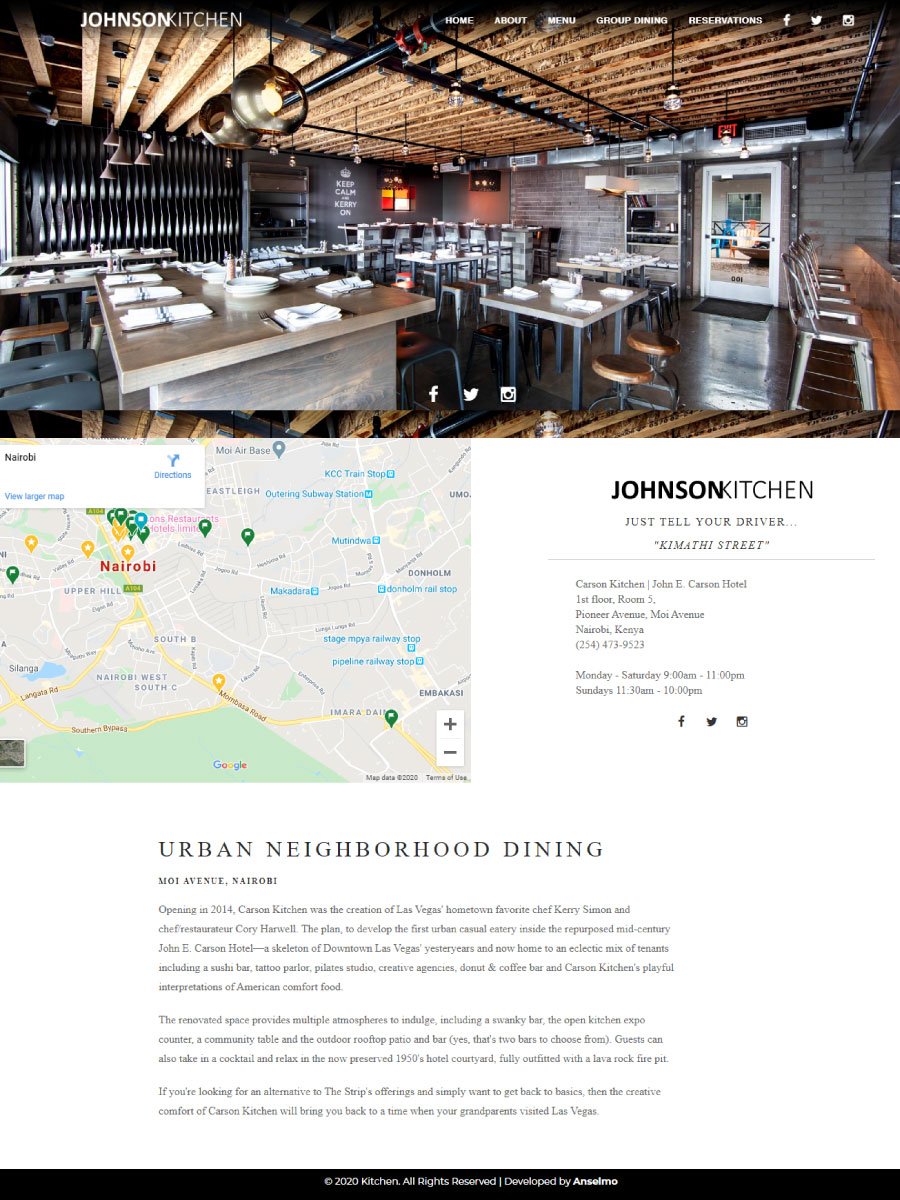 JOHNSONKITCHEN
HOME ABOUT MENU GROUP DINING RESERVATIONS
EXIT
KEEP
CALM
AND
KERRY
ON
100
Nairobi
Directions
View larger map
Moi Air Base
KCC Train Stop
EASTLEIGH
Outering Subway Station
UMO
A104
ons Restaurants
Hotels limit
Mutindwa
Nairobi
A104
UPPER HILL
Makadara
DONHOLM
donholm rail stop
Jogoo Rd
Lunga Lunga Rd
SOUTH B
stage mpya railway stop
pipeline railway stop
Silanga
NAIROBI WEST
SOUTH C
EMBAKASI
Langata Rd
Mombasa Rd
IMARA DAI
Southern Bypass
Google
Map data ©2020 Terms of Use
JOHNSONKITCHEN
JUST TELL YOUR DRIVER...
"KIMATHI STREET"
Carson Kitchen | John E. Carson Hotel
1st floor, Room 5,
Pioneer Avenue, Moi Avenue
Nairobi, Kenya
(254) 473-9523
Monday - Saturday 9:00am - 11:00pm
Sundays 11:30am - 10:00pm
URBAN NEIGHBORHOOD DINING
MOI AVENUE, NAIROBI
Opening in 2014, Carson Kitchen was the creation of Las Vegas' hometown favorite chef Kerry Simon and
chef/restaurateur Cory Harwell. The plan, to develop the first urban casual eatery inside the repurposed mid-century
John E. Carson Hotel—a skeleton of Downtown Las Vegas' yesteryears and now home to an eclectic mix of tenants
including a sushi bar, tattoo parlor, pilates studio, creative agencies, donut & coffee bar and Carson Kitchen's playful
interpretations of American comfort food.
The renovated space provides multiple atmospheres to indulge, including a swanky bar, the open kitchen expo
counter, a community table and the outdoor rooftop patio and bar (yes, that's two bars to choose from). Guests can
also take in a cocktail and relax in the now preserved 1950's hotel courtyard, fully outfitted with a lava rock fire pit.
If you're looking for an alternative to The Strip's offerings and simply want to get back to basics, then the creative
comfort of Carson Kitchen will bring you back to a time when your grandparents visited Las Vegas.
© 2020 Kitchen. All Rights Reserved | Developed by Anselmo